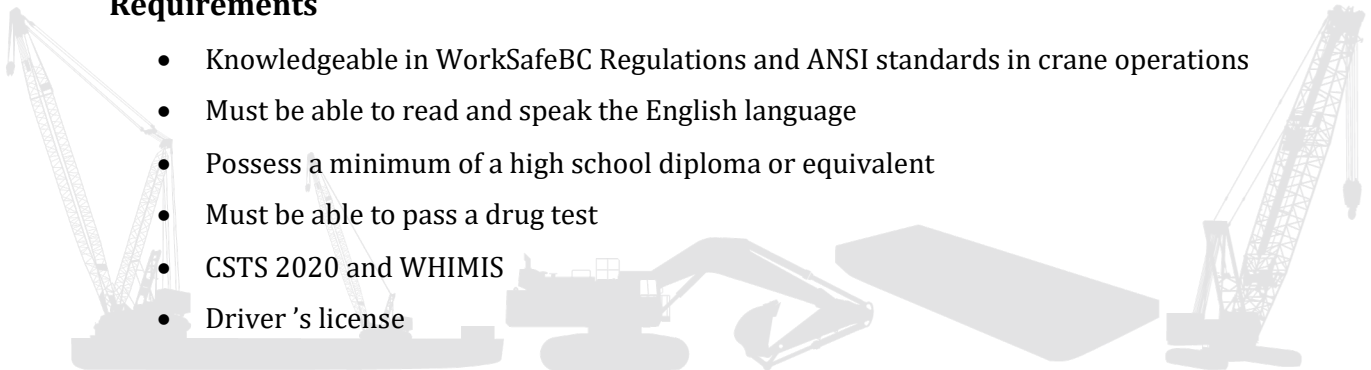 Requirements
• Knowledgeable in WorkSafeBC Regulations and ANSI standards in crane operations
• Must be able to read and speak the English language
• Possess a minimum of a high school diploma or equivalent
• Must be able to pass a drug test
• CSTS 2020 and WHIMIS
• Driver 's license